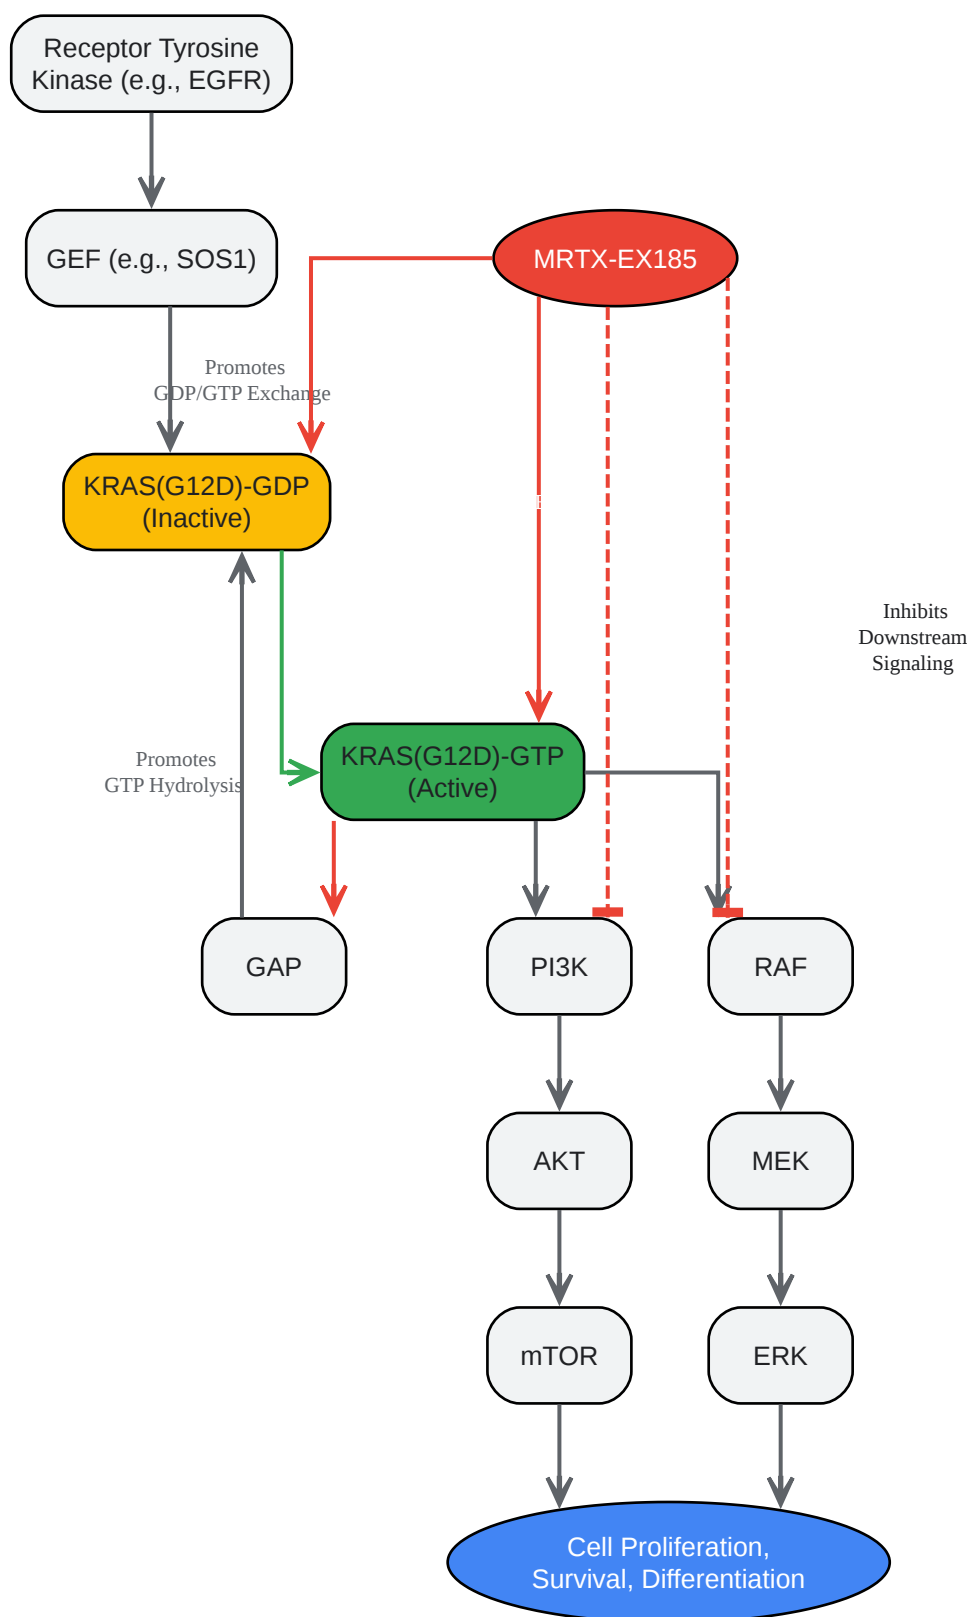 Receptor Tyrosine
Kinase (e.g., EGFR)
GEF (e.g., SOS1)
MRTX-EX185
Promotes
GDP/GTP Exchange
KRAS(G12D)-GDP
(Inactive)
Inhibits
Downstream
Signaling
KRAS(G12D)-GTP
(Active)
Promotes
GTP Hydrolysis
GAP
PI3K
RAF
AKT
MEK
mTOR
ERK
Cell Proliferation,
Survival, Differentiation